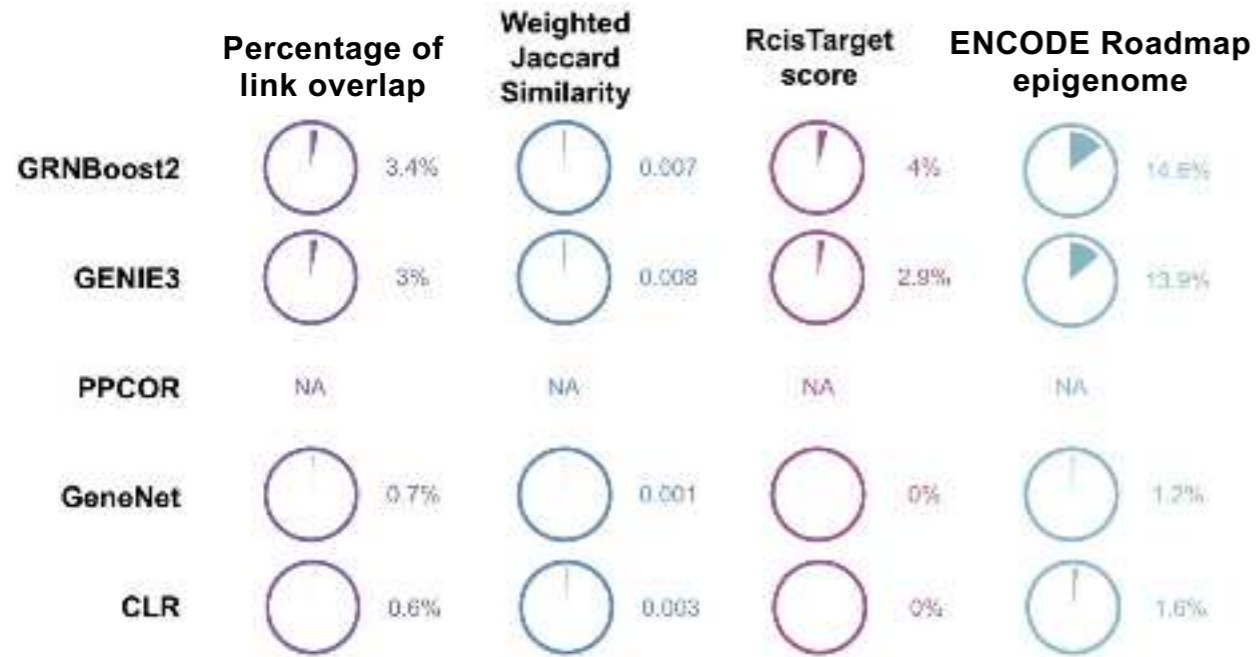 Percentage of
link overlap
Weighted
Jaccard
Similarity
RcisTarget
score
ENCODE Roadmap
epigenome
GRNBoost2 3.4% 0.007 4% 14.6%
GENIE3 3% 0.008 2.9% 13.9%
PPCOR NA NA NA NA
GeneNet 0.7% 0.001 0% 1.2%
CLR 0.6% 0.003 0% 1.6%